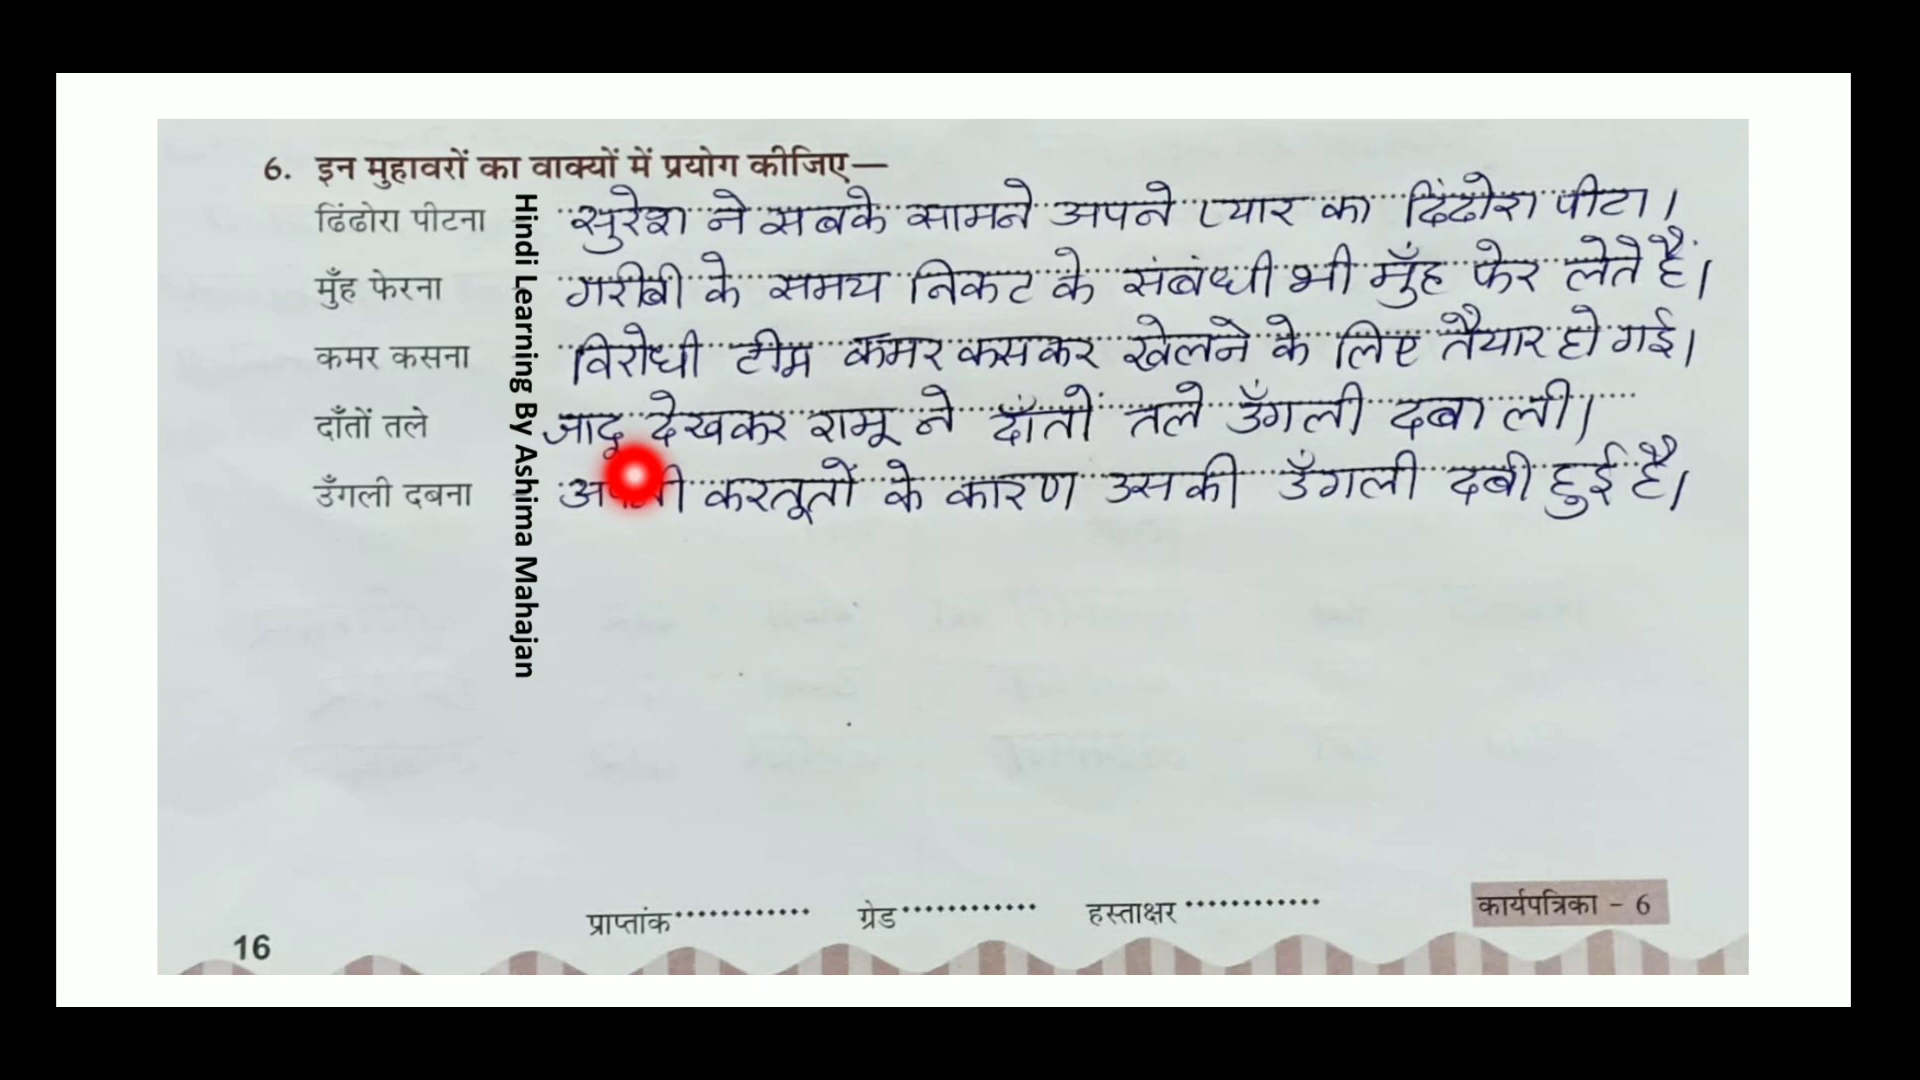 6. इन मुहावरों का वाक्यों में प्रयोग कीजिए—
ढिंढोरा पीटना सुरेश ने सबके सामने अपने प्यार का ढिंढोरा पीटा।
मुँह फेरना गरीबी के समय निकट के संबंधी भी मुँह फेर लेते हैं।
कमर कसना विरोधी टीम कमर कसकर खेलने के लिए तैयार हो गई।
दाँतों तले जादू देखकर रामू ने दाँतों तले उँगली दबा ली।
उँगली दबना करतूतों के कारण उसकी उँगली दबी हुई है।
Hindi Learning By Ashima Mahajan
प्राप्तांक ............ ग्रेड ............ हस्ताक्षर ............
कार्यपत्रिका - 6
16